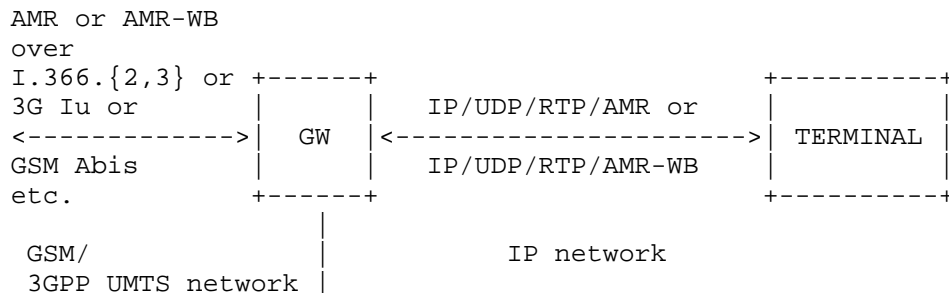 AMR or AMR-WB
over
I.366.{2,3} or +------+                        +----------+
3G Iu or       |      |   IP/UDP/RTP/AMR or    |          |
<------------->|  GW  |<---------------------->| TERMINAL |
GSM Abis       |      |   IP/UDP/RTP/AMR-WB    |          |
etc.           +------+                        +----------+
                   |
 GSM/              |           IP network
 3GPP UMTS network |